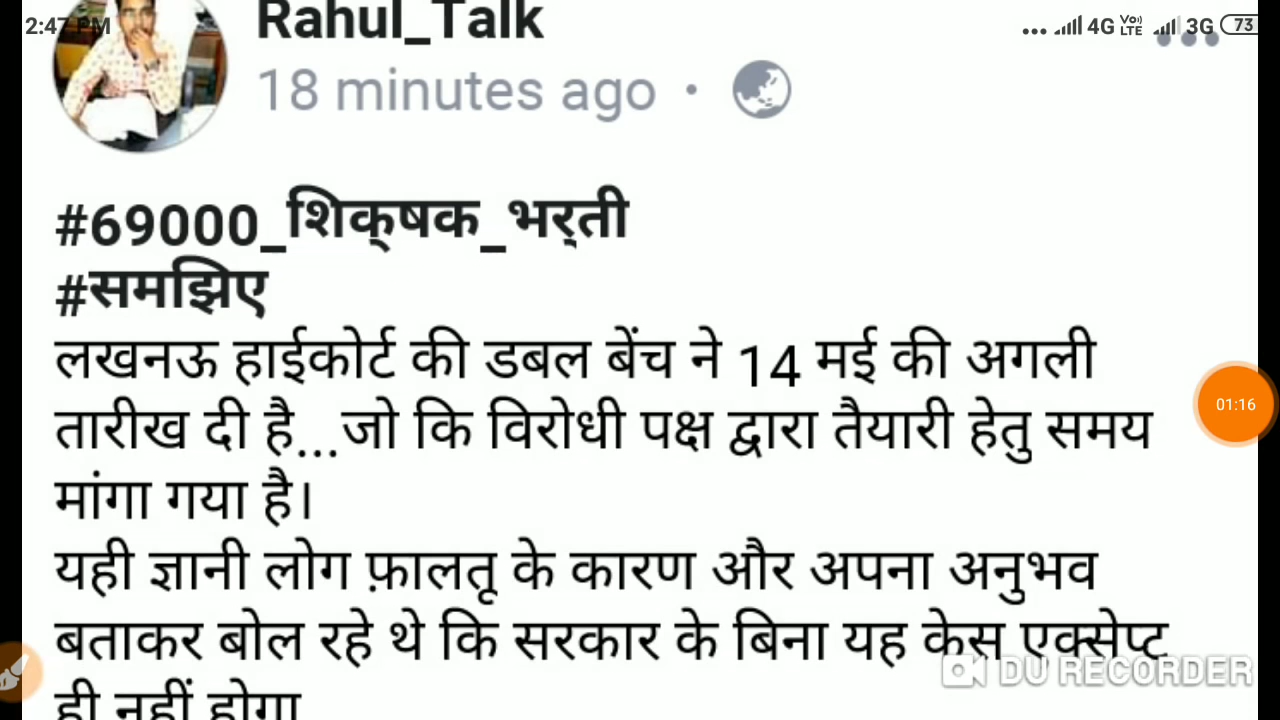 2:47 PM
4G VoLTE 3G 73
Rahul_Talk
18 minutes ago
#69000_शिक्षक_भर्ती
#समझिए
लखनऊ हाईकोर्ट की डबल बेंच ने 14 मई की अगली
तारीख दी है...जो कि विरोधी पक्ष द्वारा तैयारी हेतु समय
मांगा गया है।
01:16
यही ज्ञानी लोग फ़ालतू के कारण और अपना अनुभव
बताकर बोल रहे थे कि सरकार के बिना यह केस एक्सेप्ट
DU RECORDER
ही नहीं होगा